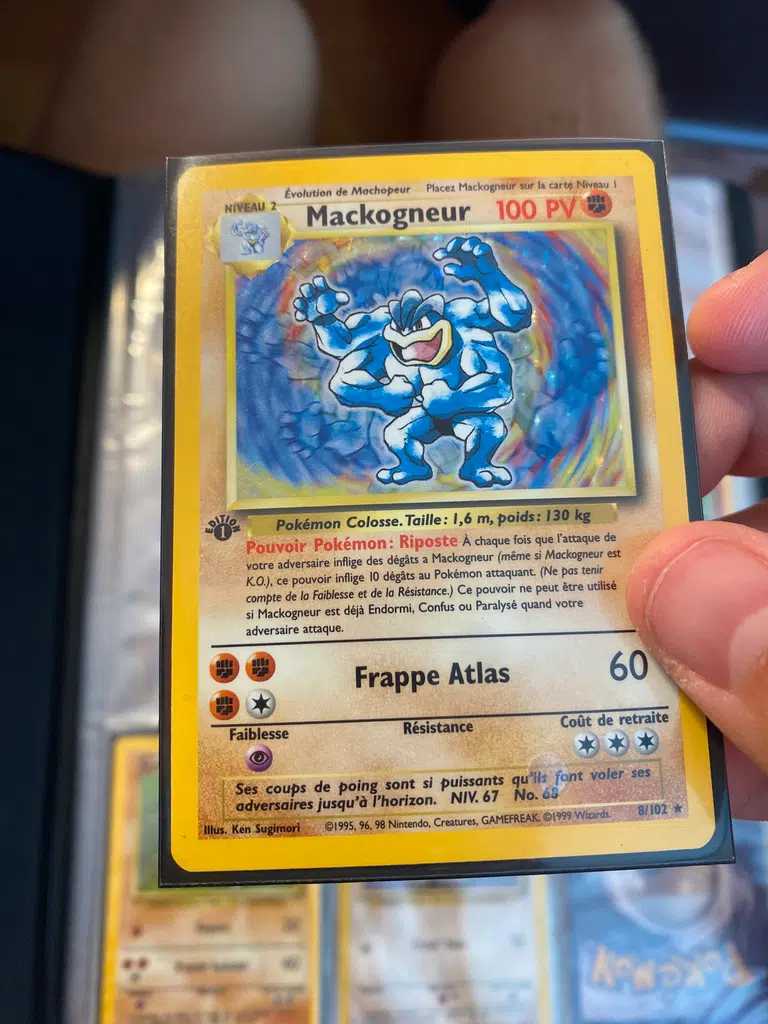 Évolution de Machopeur Placez Mackogneur sur la carte Niveau 1
NIVEAU 2
Mackogneur 100 PV
EDITION
1
Pokémon Colosse. Taille : 1,6 m, poids : 130 kg
Pouvoir Pokémon : Riposte À chaque fois que l'attaque de
votre adversaire inflige des dégâts a Mackogneur (même si Mackogneur est
K.O.), ce pouvoir inflige 10 dégâts au Pokémon attaquant. (Ne pas tenir
compte de la Faiblesse et de la Résistance.) Ce pouvoir ne peut être utilisé
si Mackogneur est déjà Endormi, Confus ou Paralysé quand votre
adversaire attaque.
Frappe Atlas 60
Faiblesse Résistance Coût de retraite
Ses coups de poing sont si puissants qu'ils font voler ses
adversaires jusqu'à l'horizon. NIV. 67 No. 68
Illus. Ken Sugimori ©1995, 96, 98 Nintendo, Creatures, GAMEFREAK. ©1999 Wizards. 8/102
POKéMON